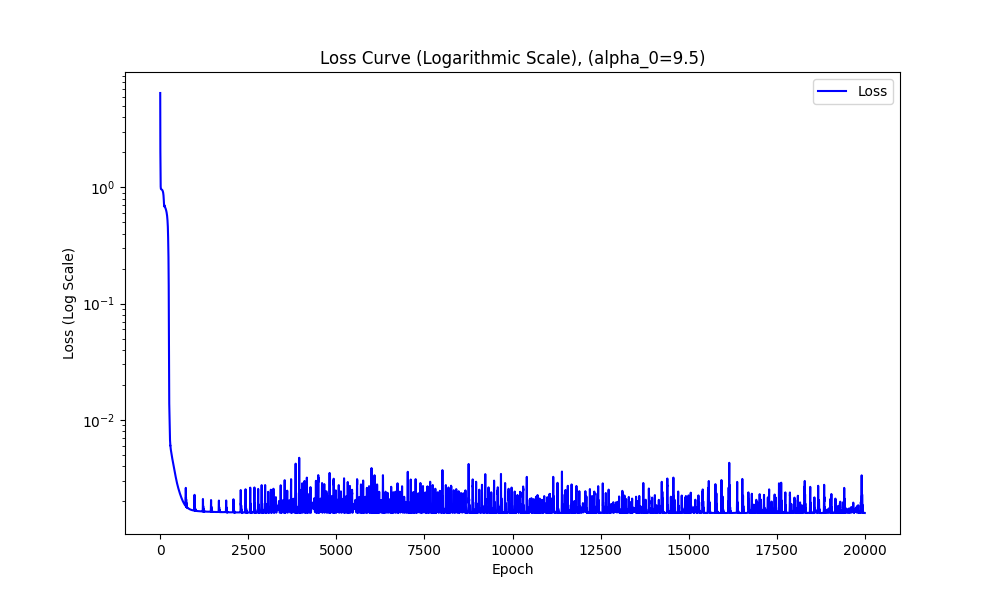 Loss Curve (Logarithmic Scale), (alpha_0=9.5)
Loss
10⁰
10⁻¹
10⁻²
Loss (Log Scale)
0 2500 5000 7500 10000 12500 15000 17500 20000
Epoch